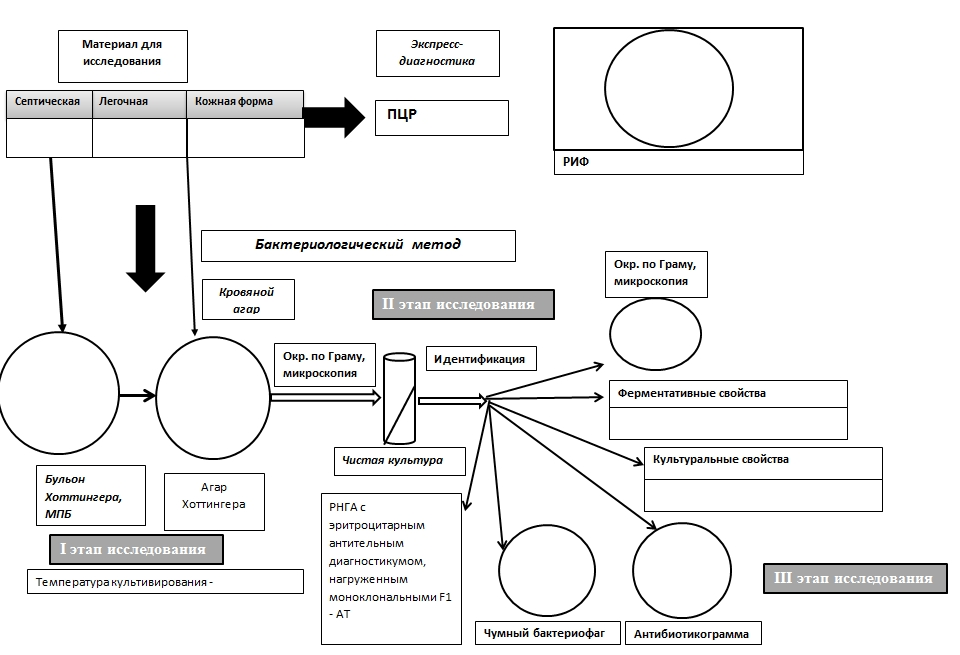 Материал для
исследования
Экспресс-
диагностика
Септическая
Легочная
Кожная форма
ПЦР
РИФ
Бактериологический метод
Кровяной
агар
II этап исследования
Окр. по Граму,
микроскопия
Окр. по Граму,
микроскопия
Идентификация
Ферментативные свойства
Культуральные свойства
Чистая культура
Бульон
Хоттингера,
МПБ
Агар
Хоттингера
РНГА с
эритроцитарным
антительным
диагностикумом,
нагруженным
моноклональными F1
- АТ
I этап исследования
Температура культивирования -
III этап исследования
Чумный бактериофаг
Антибиотикограмма